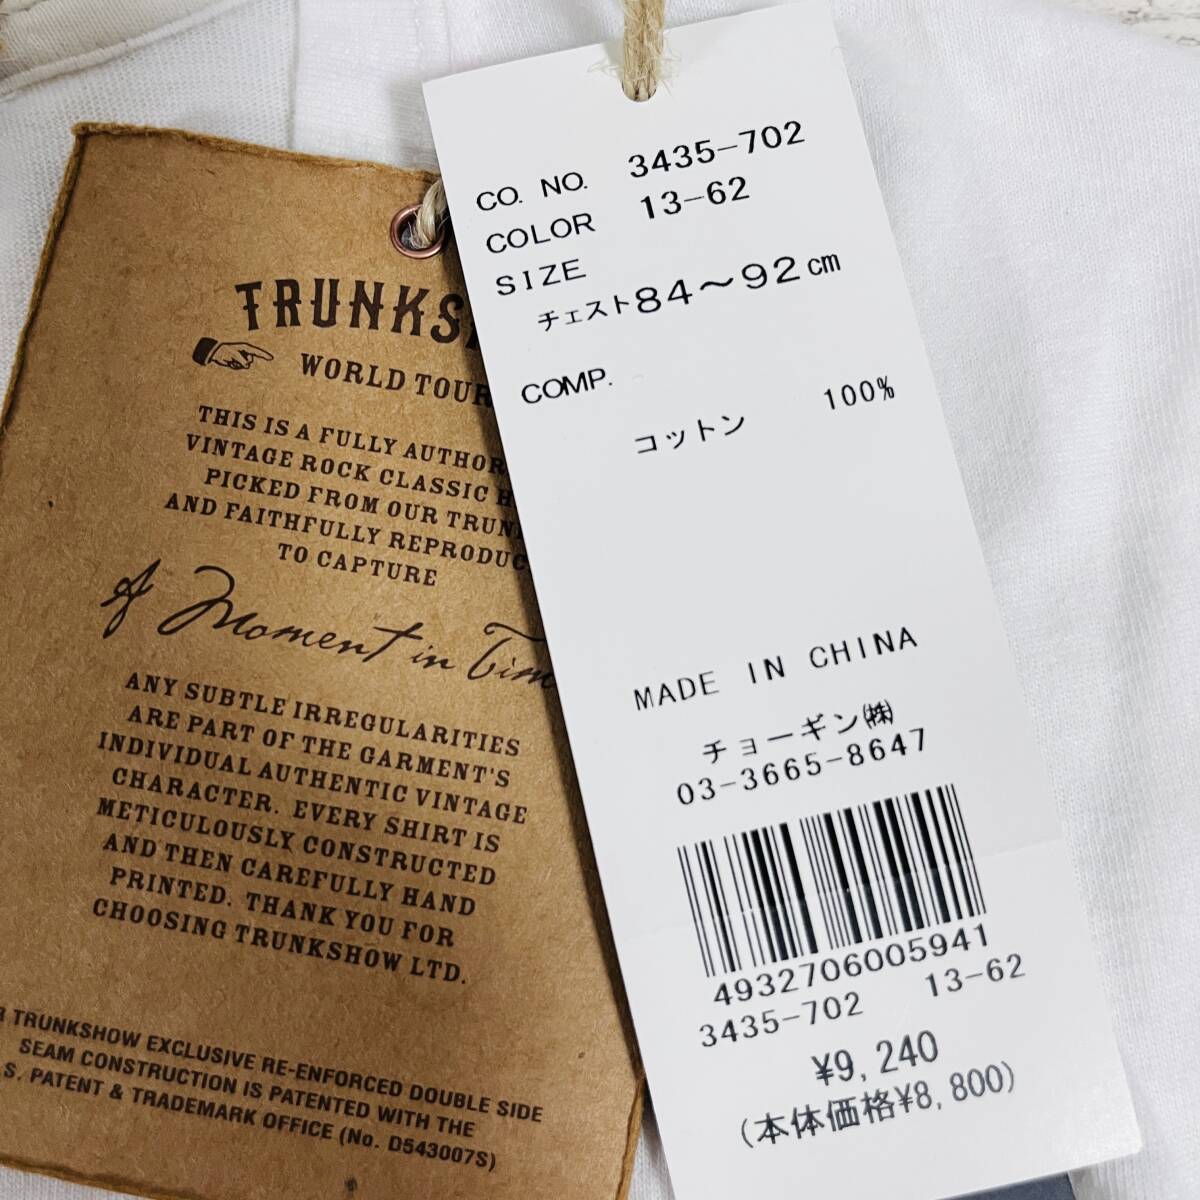 TRUNKS
WORLD TOUR
THIS IS A FULLY AUTHOR
VINTAGE ROCK CLASSIC H
PICKED FROM OUR TRUN
AND FAITHFULLY REPRODUC
TO CAPTURE
A Moment in Tim
ANY SUBTLE IRREGULARITIES
ARE PART OF THE GARMENT'S
INDIVIDUAL AUTHENTIC VINTAGE
CHARACTER. EVERY SHIRT IS
METICULOUSLY CONSTRUCTED
AND THEN CAREFULLY HAND
PRINTED. THANK YOU FOR
CHOOSING TRUNKSHOW LTD.
R TRUNKSHOW EXCLUSIVE RE-ENFORCED DOUBLE SIDE
SEAM CONSTRUCTION IS PATENTED WITH THE
S. PATENT & TRADEMARK OFFICE (No. D543007S)
CO. NO. 3435-702
COLOR 13-62
SIZE
チェスト84～92cm
COMP.
コットン 100%
MADE IN CHINA
チョーギン㈱
03-3665-8647
4932706005941
3435-702 13-62
¥9,240
(本体価格¥8,800)